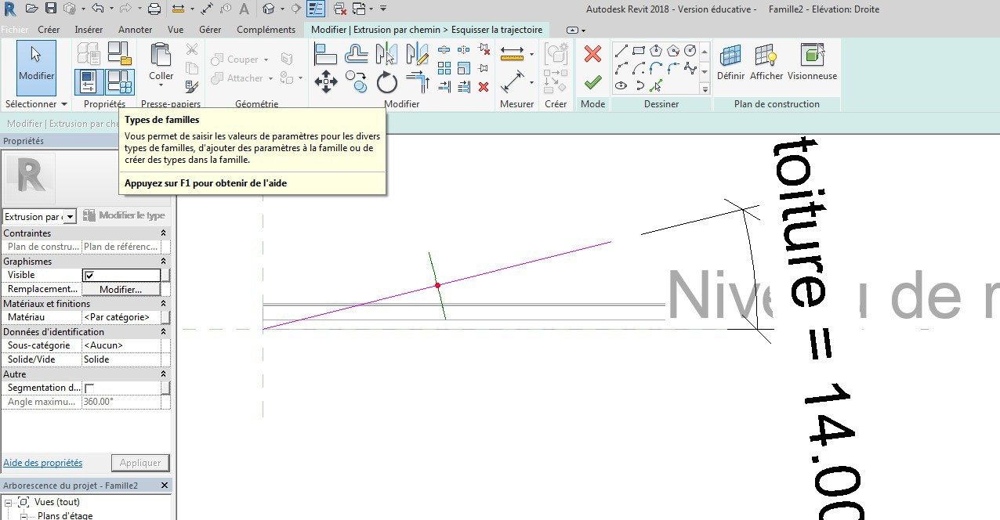 Autodesk Revit 2018 - Version éducative - Famille2 - Elévation: Droite
Fichier Créer Insérer Annoter Vue Gérer Compléments Modifier | Extrusion par chemin > Esquisser la trajectoire
Modifier
Coller
Couper
Attacher
Définir Afficher Visionneuse
Sélectionner Propriétés Presse-papiers Géométrie Modifier Mesurer Créer Mode Dessiner Plan de construction
Modifier | Extrusion par che
Types de familles
Vous permet de saisir les valeurs de paramètres pour les divers
types de familles, d'ajouter des paramètres à la famille ou de
créer des types dans la famille.
Appuyez sur F1 pour obtenir de l'aide
Propriétés
R
Extrusion par
Modifier le type
Contraintes
Plan de constru... Plan de référenc...
Graphismes
Visible
Remplacement... Modifier...
Matériaux et finitions
Matériau <Par catégorie>
Données d'identification
Sous-catégorie <Aucun>
Solide/Vide Solide
Autre
Segmentation d...
Angle maximu... 360.00°
Aide des propriétés Appliquer
Arborescence du projet - Famille2
Vues (tout)
Plans d'étage
toiture = 14.00
de r